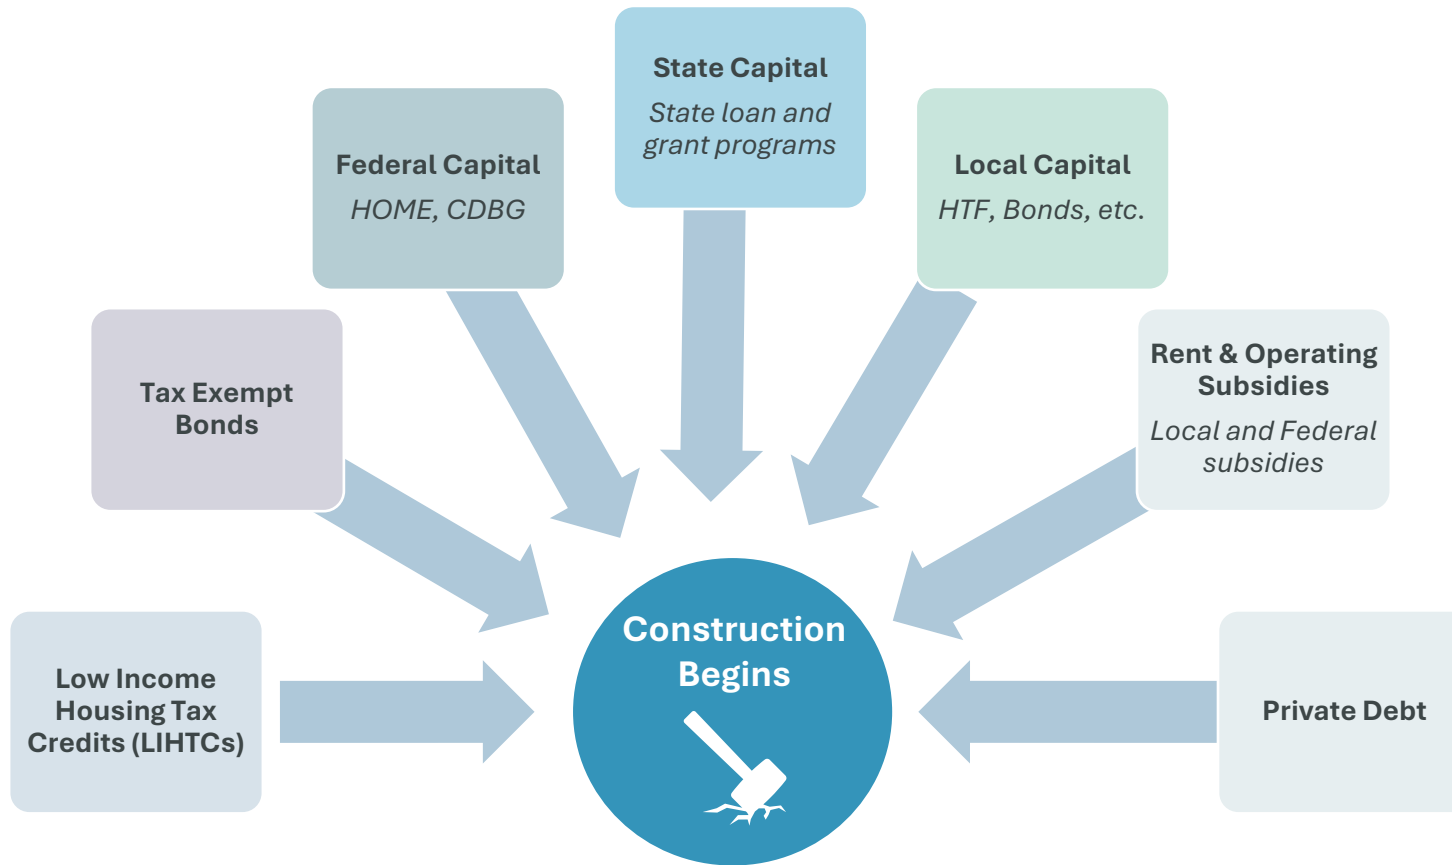 State Capital
State loan and
grant programs
Federal Capital
HOME, CDBG
Local Capital
HTF, Bonds, etc.
Tax Exempt
Bonds
Rent & Operating
Subsidies
Local and Federal
subsidies
Low Income
Housing Tax
Credits (LIHTCs)
Construction
Begins
Private Debt